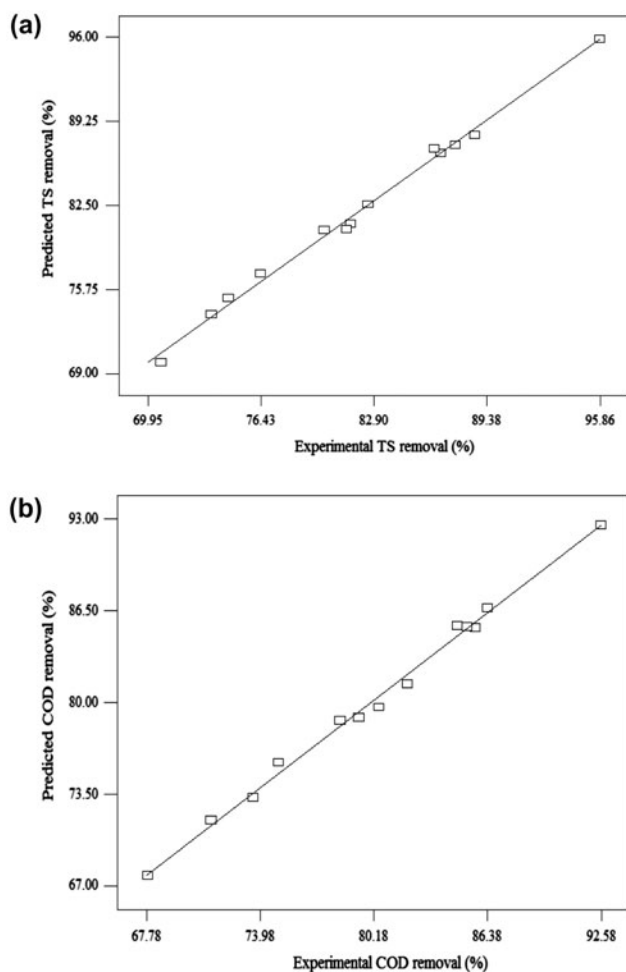 (a)
96.00
89.25
82.50
75.75
69.00
Predicted TS removal (%)
69.95 76.43 82.90 89.38 95.86
Experimental TS removal (%)
(b)
93.00
86.50
80.00
73.50
67.00
Predicted COD removal (%)
67.78 73.98 80.18 86.38 92.58
Experimental COD removal (%)